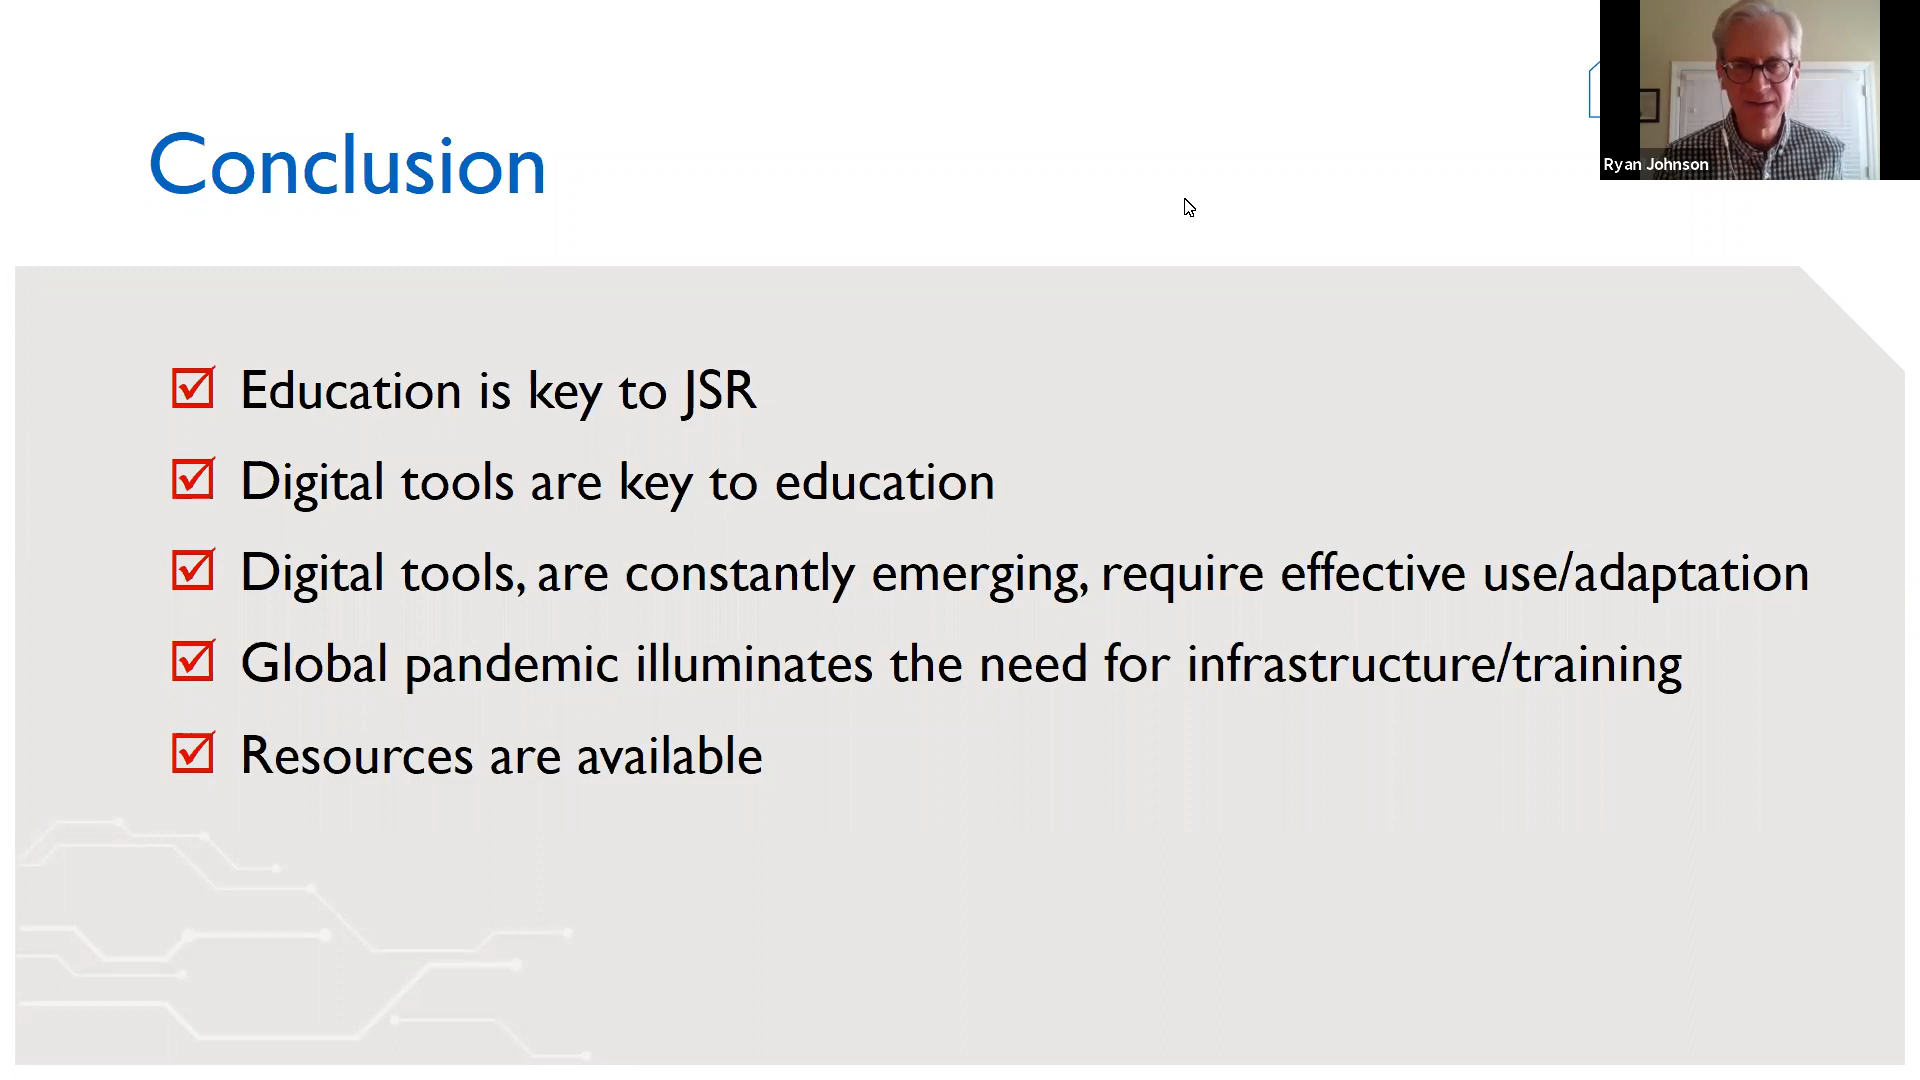 Ryan Johnson
Conclusion
Education is key to JSR
Digital tools are key to education
Digital tools, are constantly emerging, require effective use/adaptation
Global pandemic illuminates the need for infrastructure/training
Resources are available